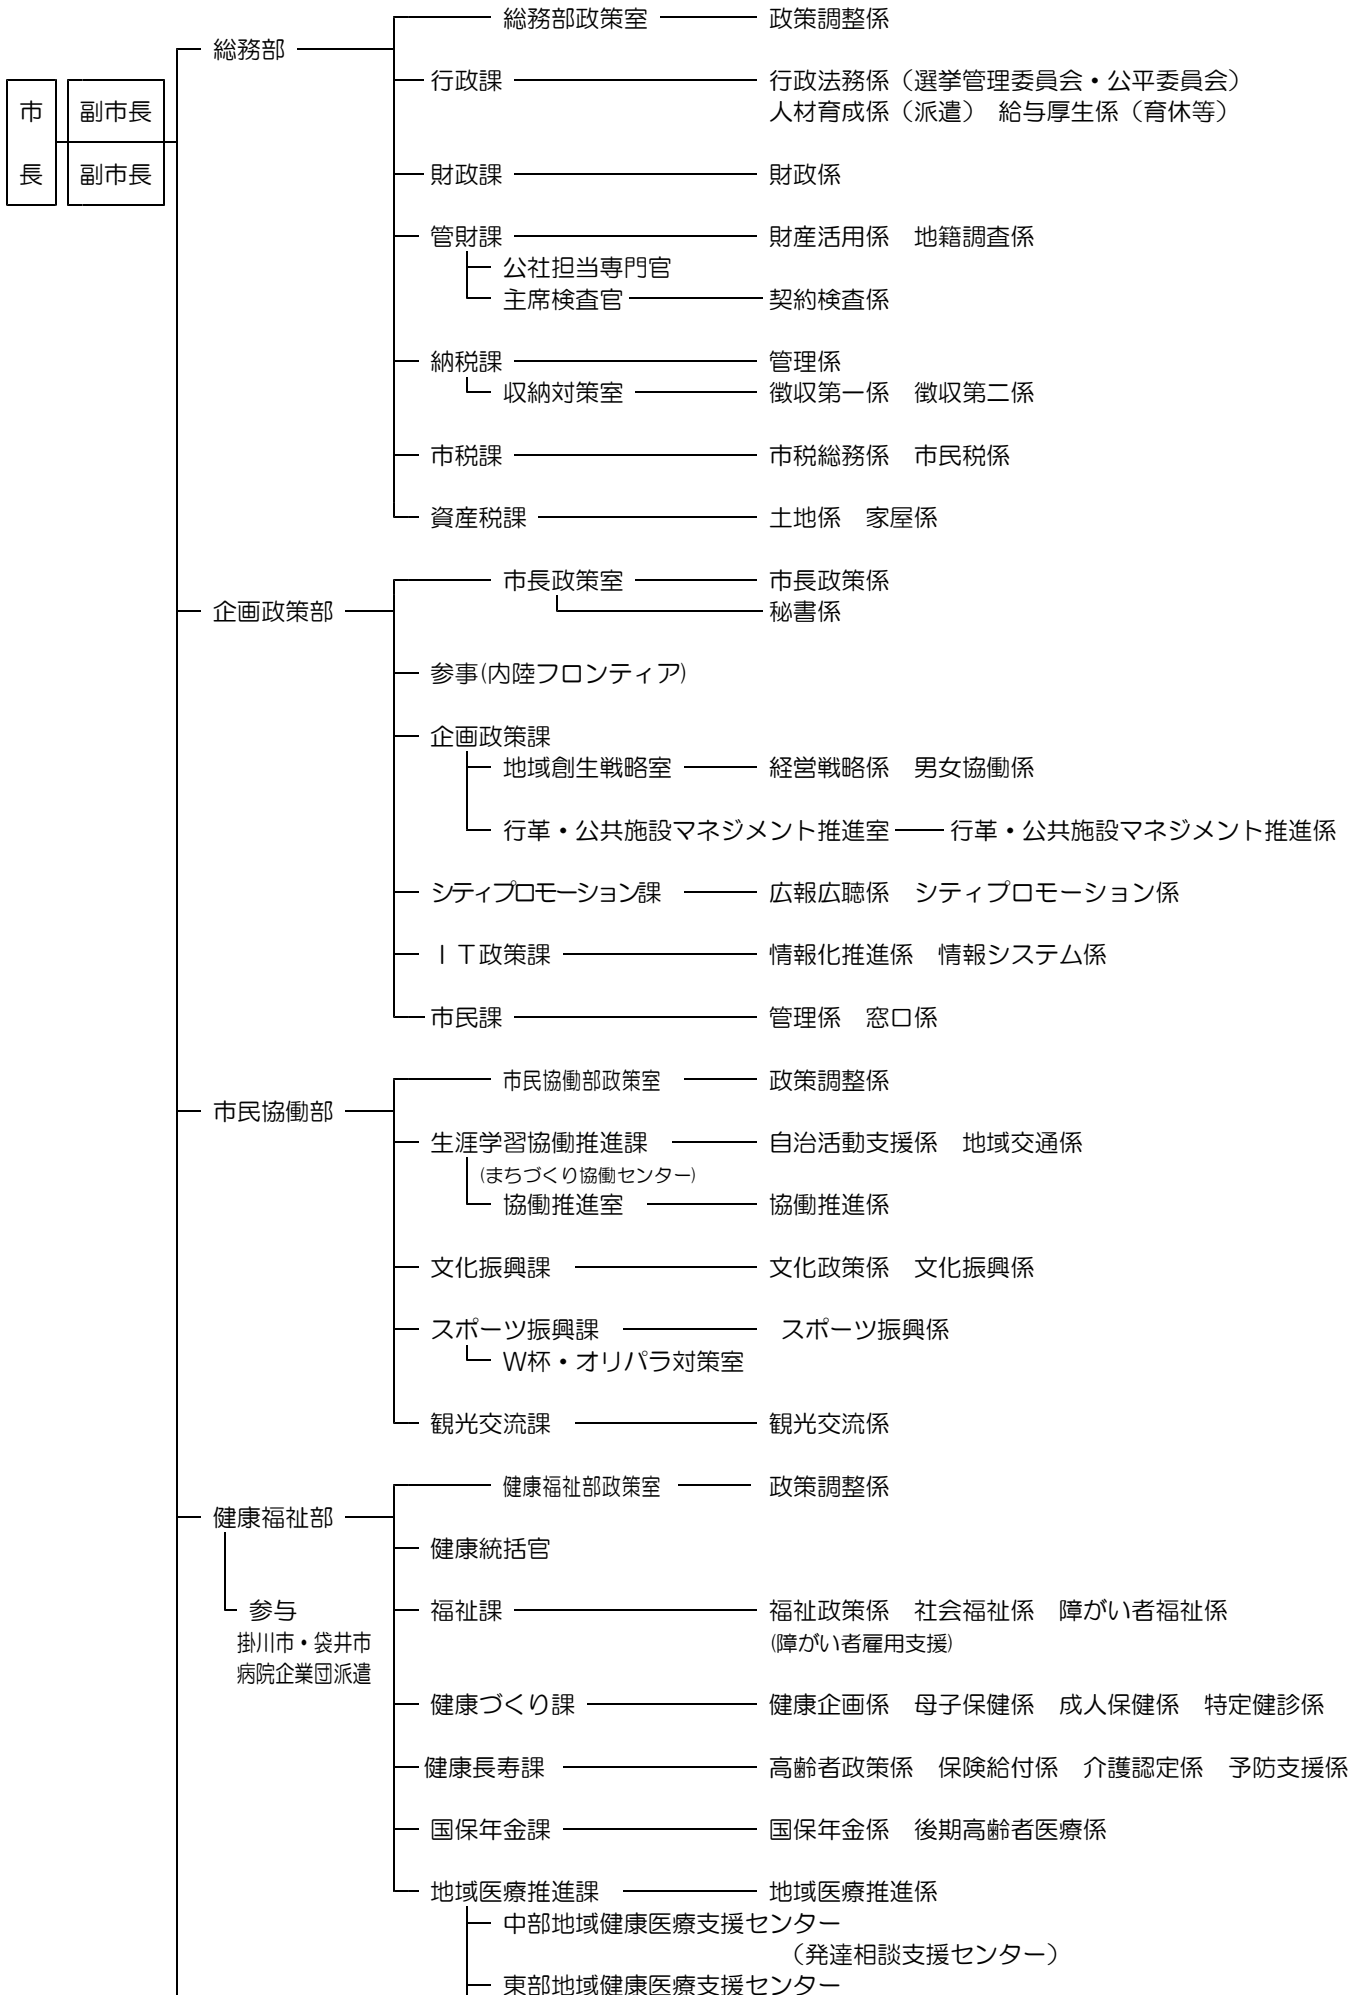 総務部政策室 政策調整係
総務部
行政課 行政法務係（選挙管理委員会・公平委員会）
市長 副市長 人材育成係（派遣） 給与厚生係（育休等）
副市長 財政課 財政係
管財課 財産活用係 地籍調査係
公社担当専門官
主席検査官 契約検査係
納税課 管理係
収納対策室 徴収第一係 徴収第二係
市税課 市税総務係 市民税係
資産税課 土地係 家屋係
市長政策室 市長政策係
企画政策部 秘書係
参事(内陸フロンティア)
企画政策課
地域創生戦略室 経営戦略係 男女協働係
行革・公共施設マネジメント推進室 行革・公共施設マネジメント推進係
シティプロモーション課 広報広聴係 シティプロモーション係
ＩＴ政策課 情報化推進係 情報システム係
市民課 管理係 窓口係
市民協働部政策室 政策調整係
市民協働部
生涯学習協働推進課 自治活動支援係 地域交通係
(まちづくり協働センター)
協働推進室 協働推進係
文化振興課 文化政策係 文化振興係
スポーツ振興課 スポーツ振興係
Ｗ杯・オリパラ対策室
観光交流課 観光交流係
健康福祉部政策室 政策調整係
健康福祉部
健康統括官
参与 福祉課 福祉政策係 社会福祉係 障がい者福祉係
掛川市・袋井市 (障がい者雇用支援)
病院企業団派遣
健康づくり課 健康企画係 母子保健係 成人保健係 特定健診係
健康長寿課 高齢者政策係 保険給付係 介護認定係 予防支援係
国保年金課 国保年金係 後期高齢者医療係
地域医療推進課 地域医療推進係
中部地域健康医療支援センター
（発達相談支援センター）
東部地域健康医療支援センター